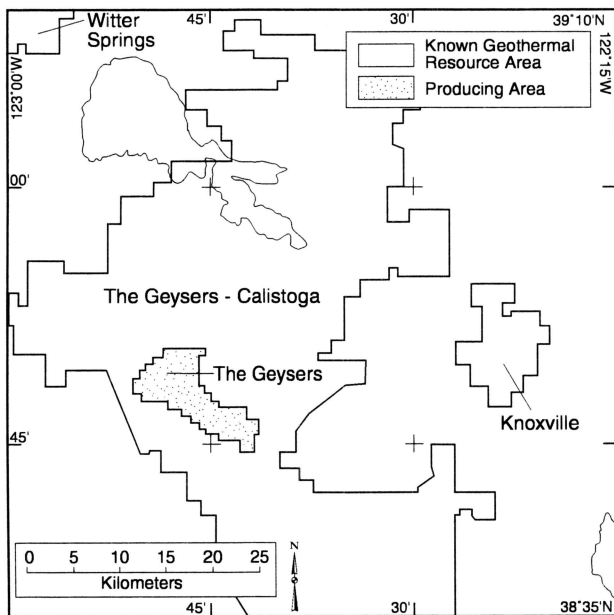 Witter
Springs
45'
30'
39°10'N
123°00'W
122°15'W
Known Geothermal
Resource Area
Producing Area
00'
The Geysers - Calistoga
The Geysers
Knoxville
45'
45'
0 5 10 15 20 25
Kilometers
N
45'
30'
38°35'N